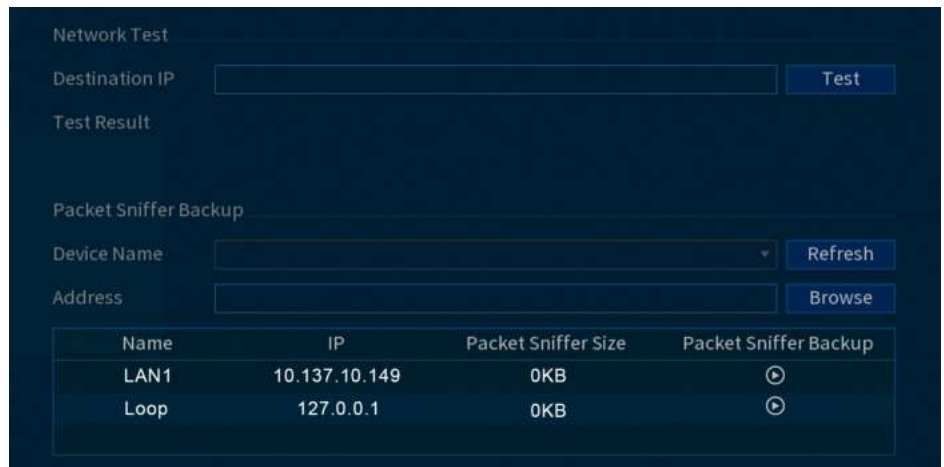 Network Test
Destination IP Test
Test Result
Packet Sniffer Backup
Device Name Refresh
Address Browse
Name IP Packet Sniffer Size Packet Sniffer Backup
LAN1 10.137.10.149 0KB
Loop 127.0.0.1 0KB